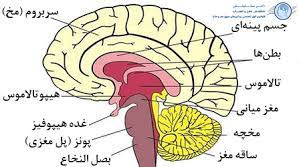 سربروم (مخ)
جسم پینه‌ای
بطن‌ها
تالاموس
هیپوتالاموس
مغز میانی
غده هیپوفیز
مخچه
پونز (پل مغزی)
ساقه مغز
بصل النخاع